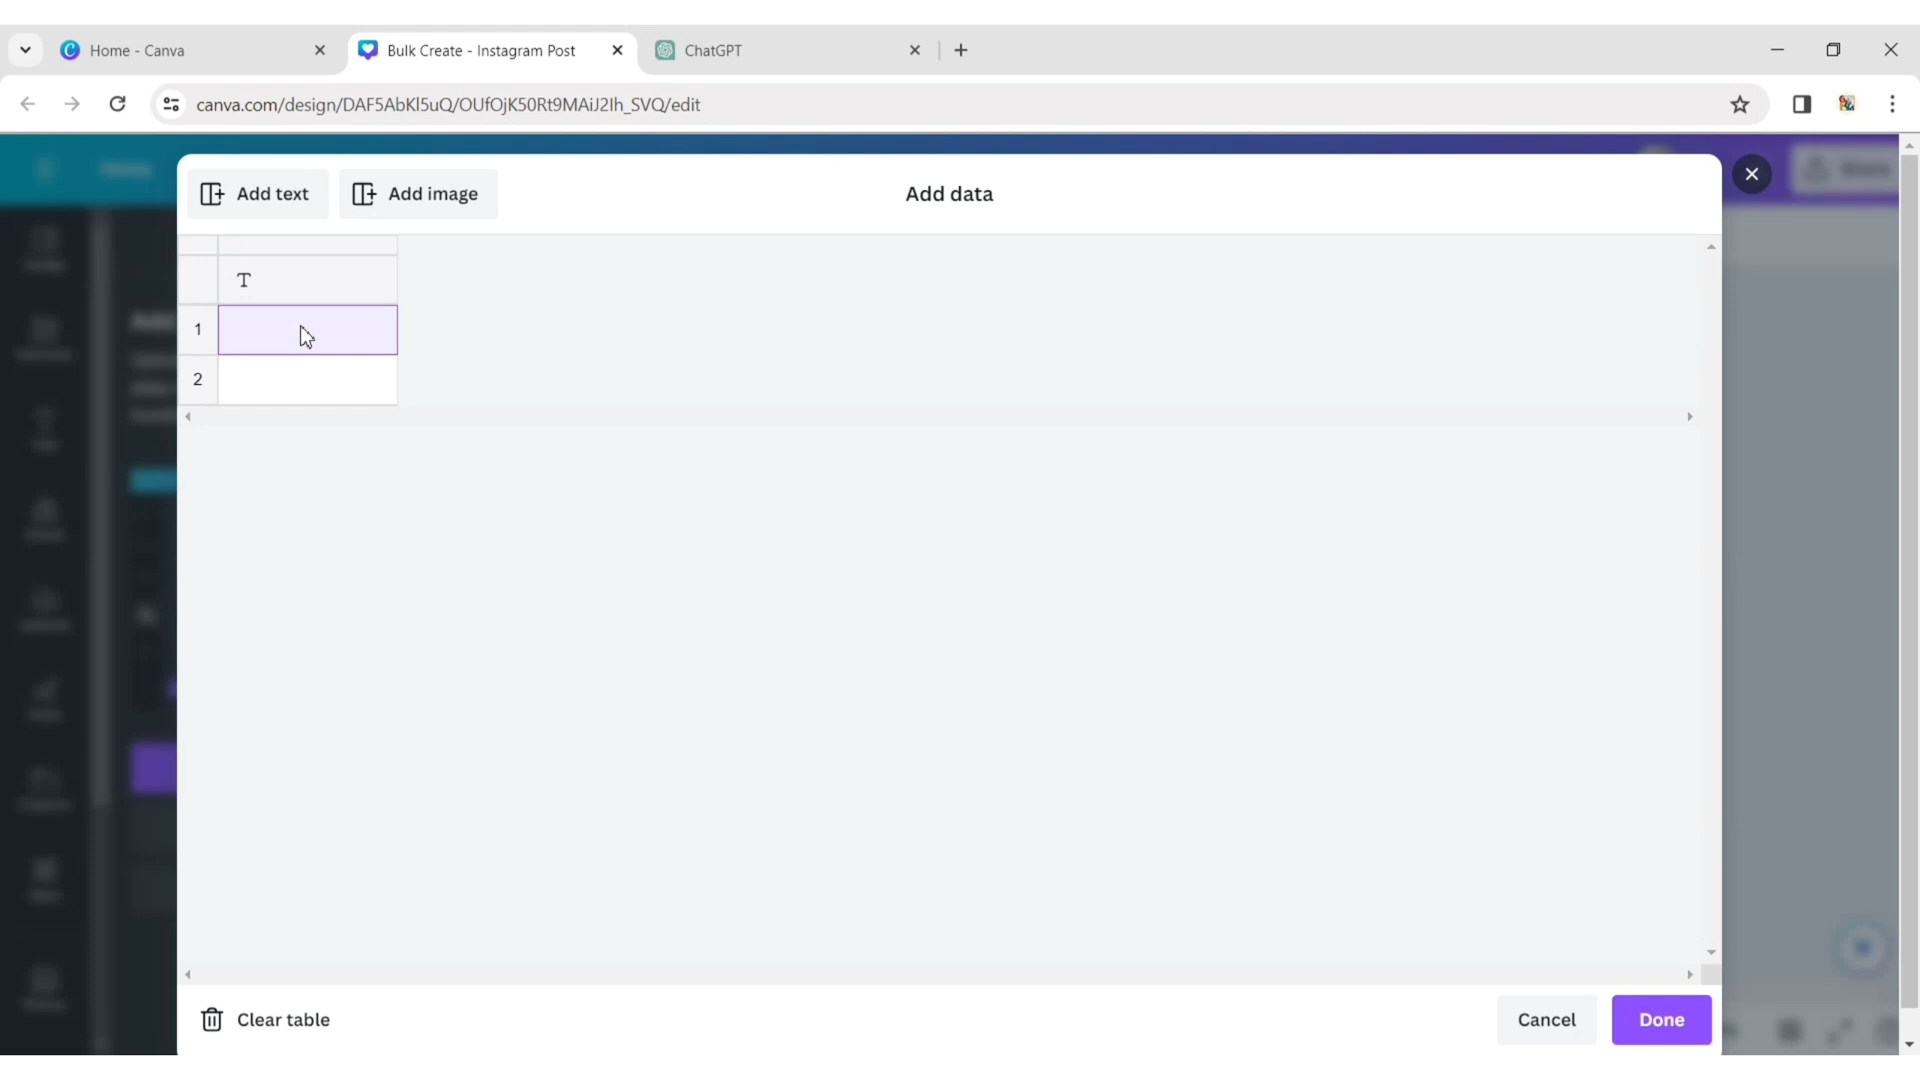 Home - Canva
Bulk Create - Instagram Post
ChatGPT
canva.com/design/DAF5AbKl5uQ/OUfOjK50Rt9MAiJ2Ih_SVQ/edit
Add text
Add image
Add data
T
1
2
Clear table
Cancel
Done